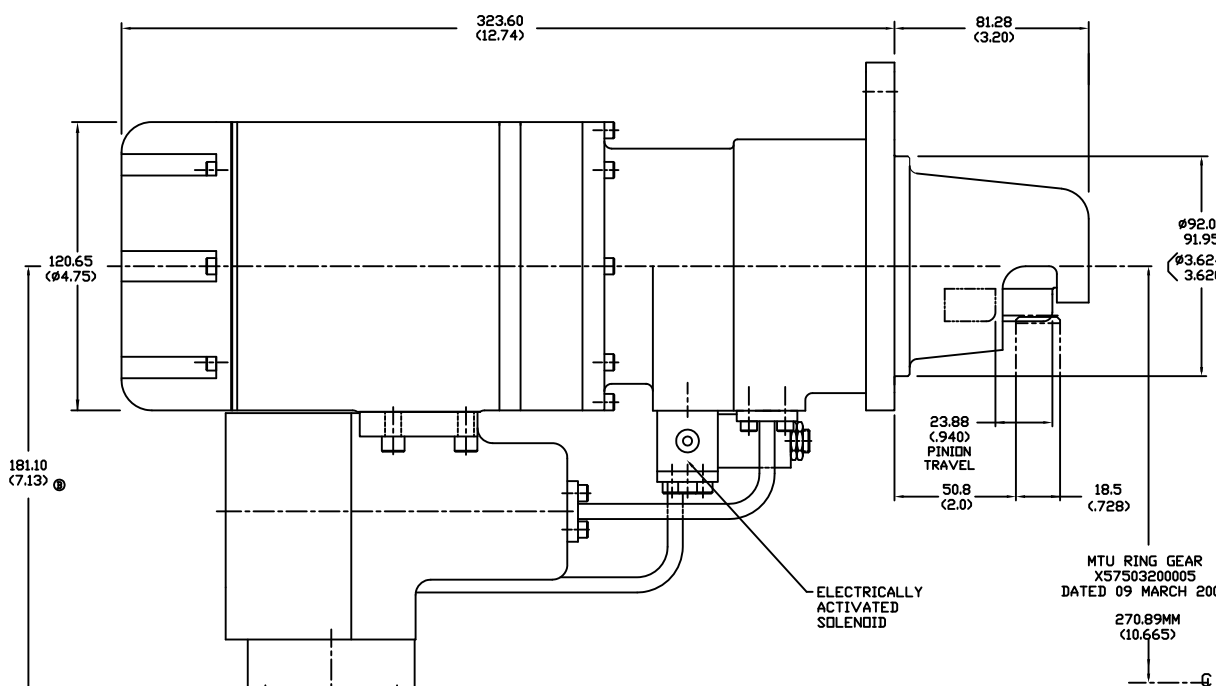 323.60
(12.74)
81.28
(3.20)
120.65
(ø4.75)
ø92.0
91.95
3.620
181.10
(7.13) B
23.88
(.940)
PINION
TRAVEL
50.8
(2.0)
18.5
(.728)
ELECTRICALLY
ACTIVATED
SOLENOID
MTU RING GEAR
X57503200005
DATED 09 MARCH
270.89MM
(10.665)